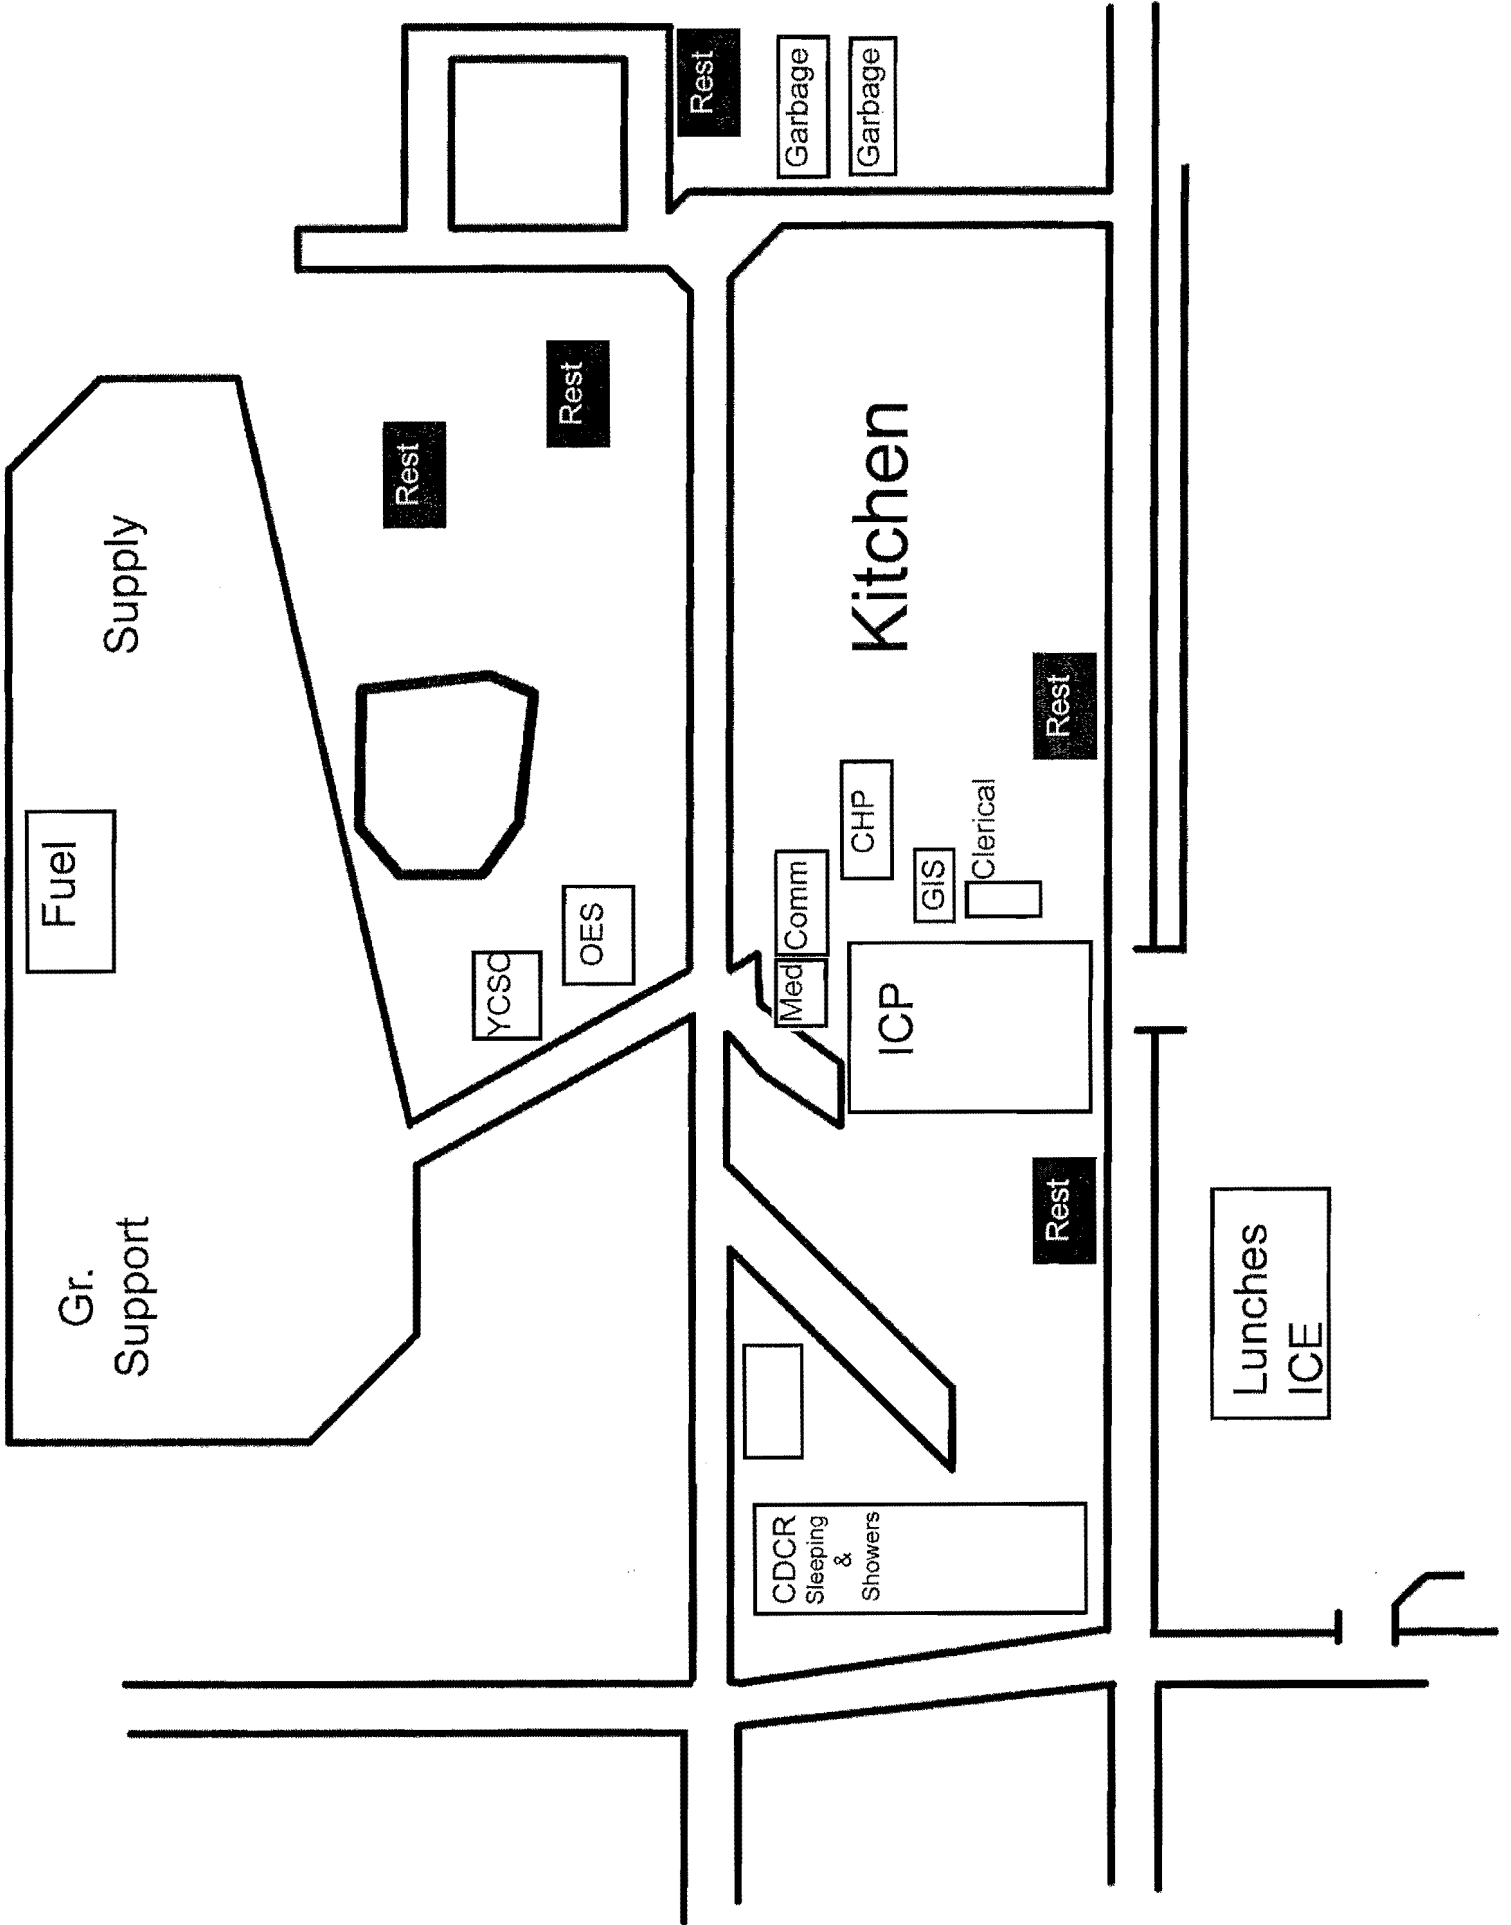 Gr.
Support
Fuel
Supply
YCSO
OES
Rest
Rest
Rest
Garbage
Garbage
Med
Comm
CHP
GIS
Clerical
ICP
Kitchen
Rest
Rest
CDCR
Sleeping
&
Showers
Lunches
ICE